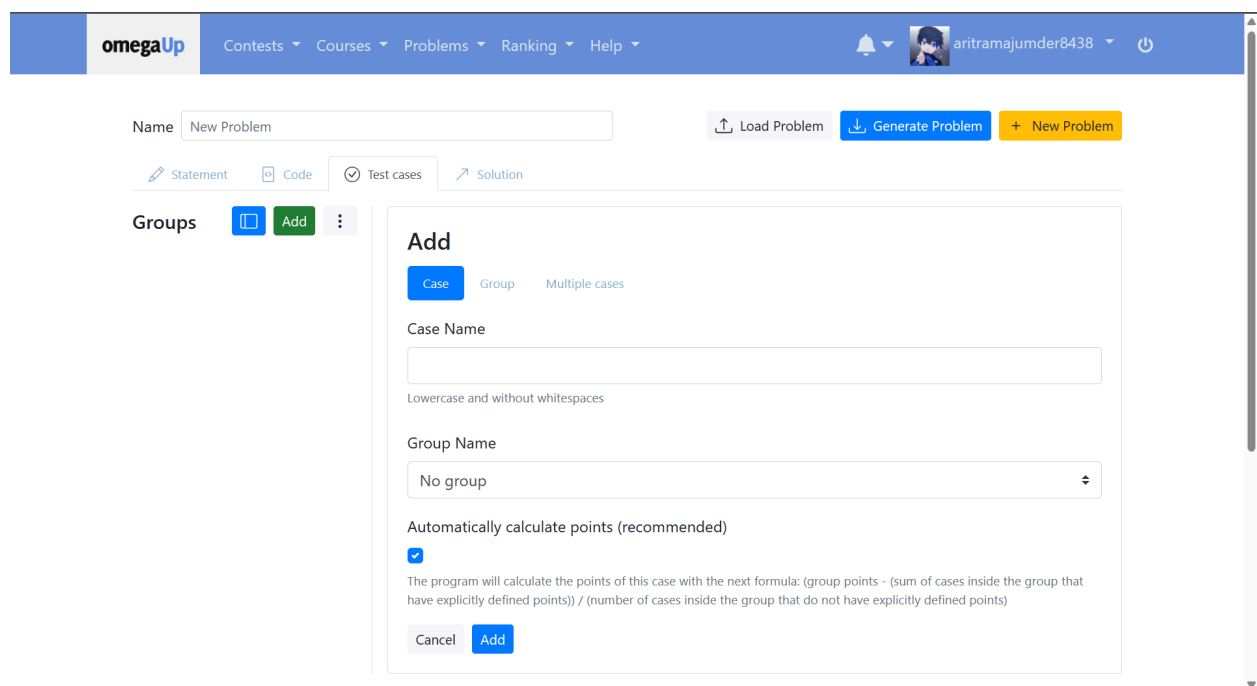 omegaUp Contests Courses Problems Ranking Help aritramajumder8438
Name New Problem Load Problem Generate Problem + New Problem
Statement Code Test cases Solution
Groups Add
Add
Case Group Multiple cases
Case Name
Lowercase and without whitespaces
Group Name
No group
Automatically calculate points (recommended)
The program will calculate the points of this case with the next formula: (group points - (sum of cases inside the group that
have explicitly defined points)) / (number of cases inside the group that do not have explicitly defined points)
Cancel Add